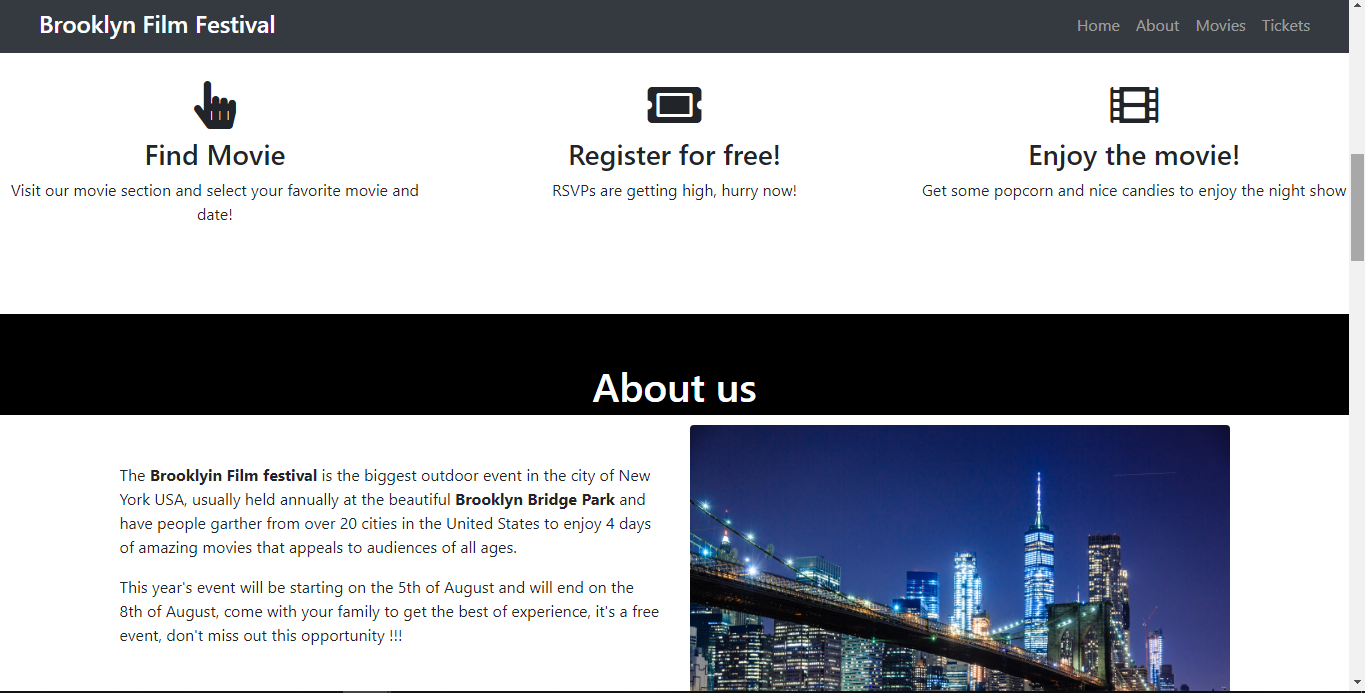 Brooklyn Film Festival
Home About Movies Tickets
Find Movie
Visit our movie section and select your favorite movie and
date!
Register for free!
RSVPs are getting high, hurry now!
Enjoy the movie!
Get some popcorn and nice candies to enjoy the night show
About us
The Brooklyin Film festival is the biggest outdoor event in the city of New
York USA, usually held annually at the beautiful Brooklyn Bridge Park and
have people garther from over 20 cities in the United States to enjoy 4 days
of amazing movies that appeals to audiences of all ages.
This year's event will be starting on the 5th of August and will end on the
8th of August, come with your family to get the best of experience, it's a free
event, don't miss out this opportunity !!!